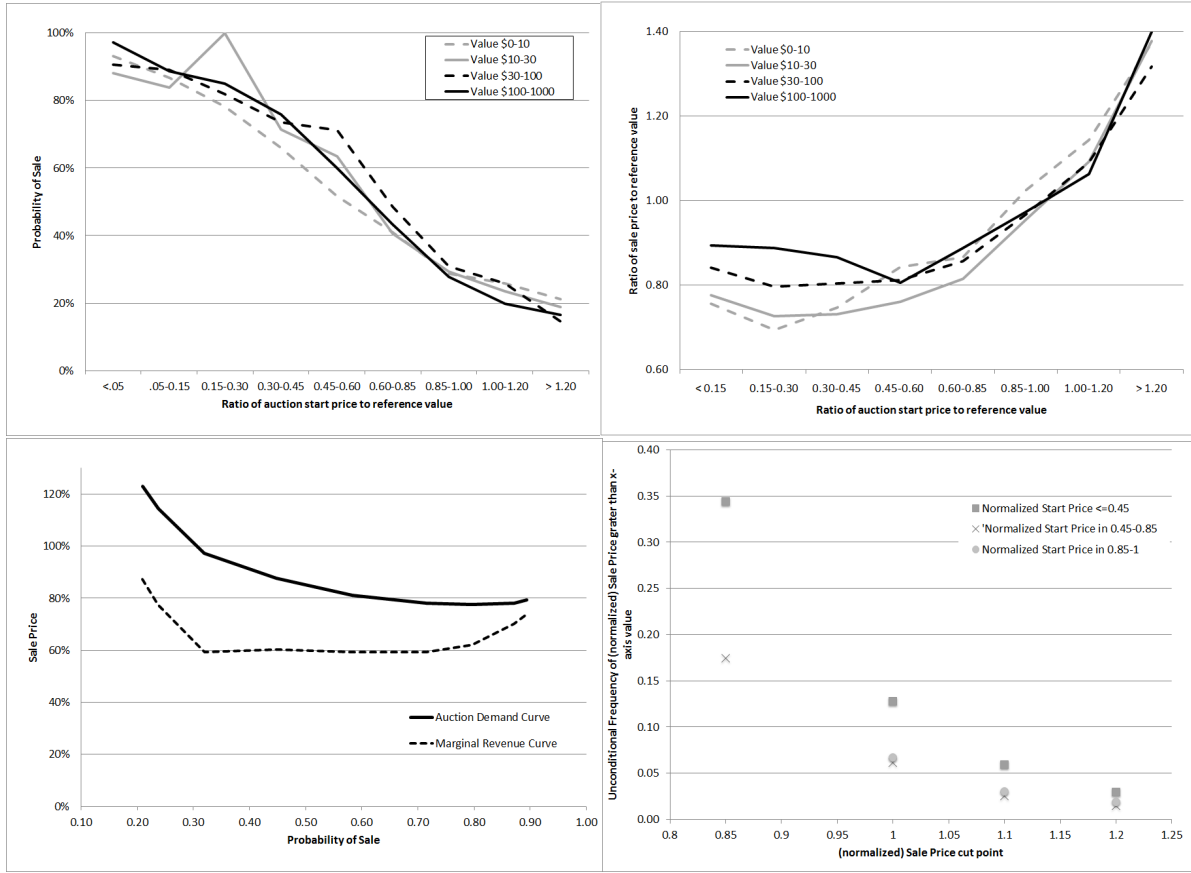 100%
80%
60%
40%
20%
0%
Probability of Sale
Value $0-10
Value $10-30
Value $30-100
Value $100-1000
<.05 .05-0.15 0.15-0.30 0.30-0.45 0.45-0.60 0.60-0.85 0.85-1.00 1.00-1.20 > 1.20
Ratio of auction start price to reference value
1.40
1.20
1.00
0.80
0.60
Ratio of sale price to reference value
Value $0-10
Value $10-30
Value $30-100
Value $100-1000
< 0.15 0.15-0.30 0.30-0.45 0.45-0.60 0.60-0.85 0.85-1.00 1.00-1.20 > 1.20
Ratio of auction start price to reference value
120%
100%
80%
60%
40%
20%
0%
Sale Price
Auction Demand Curve
Marginal Revenue Curve
0.10 0.20 0.30 0.40 0.50 0.60 0.70 0.80 0.90 1.00
Probability of Sale
0.40
0.35
0.30
0.25
0.20
0.15
0.10
0.05
0.00
Unconditional Frequency of (normalized) Sale Price greater than x-
axis value
Normalized Start Price <=0.45
'Normalized Start Price in 0.45-0.85
Normalized Start Price in 0.85-1
0.8 0.85 0.9 0.95 1 1.05 1.1 1.15 1.2 1.25
(normalized) Sale Price cut point